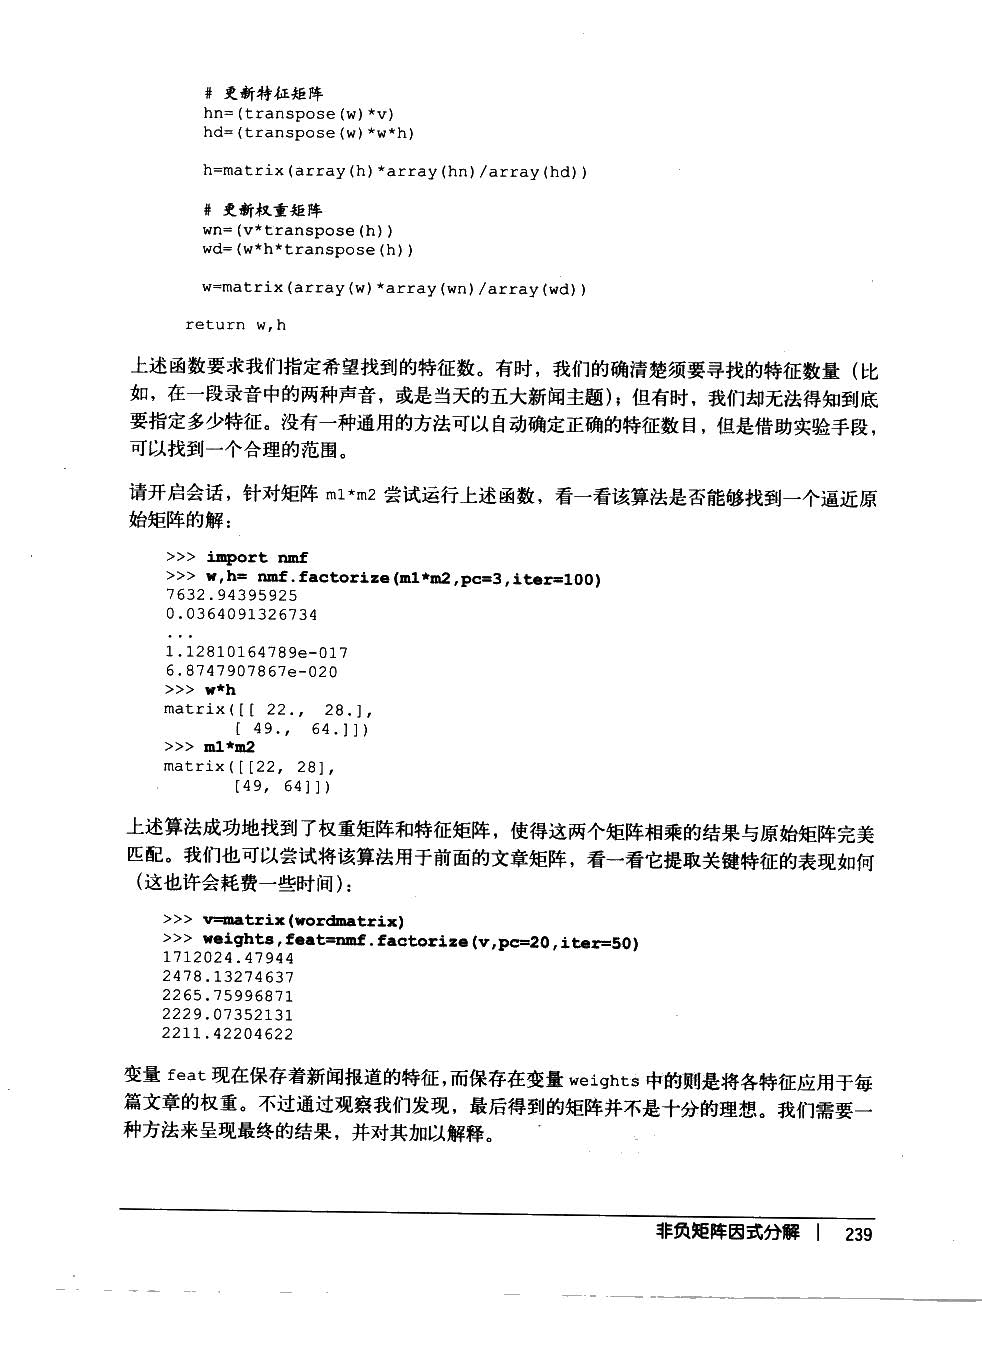 # 更新特征矩阵
hn=(transpose(w)*v)
hd=(transpose(w)*w*h)
h=matrix(array(h)*array(hn)/array(hd))
# 更新权重矩阵
wn=(v*transpose(h))
wd=(w*h*transpose(h))
w=matrix(array(w)*array(wn)/array(wd))
return w,h
上述函数要求我们指定希望找到的特征数。有时，我们的确清楚须要寻找的特征数量（比
如，在一段录音中的两种声音，或是当天的五大新闻主题）；但有时，我们却无法得知到底
要指定多少特征。没有一种通用的方法可以自动确定正确的特征数目，但是借助实验手段，
可以找到一个合理的范围。
请开启会话，针对矩阵 m1*m2 尝试运行上述函数，看一看该算法是否能够找到一个逼近原
始矩阵的解：
>>> import nmf
>>> w,h= nmf.factorize(m1*m2,pc=3,iter=100)
7632.94395925
0.0364091326734
...
1.12810164789e-017
6.8747907867e-020
>>> w*h
matrix([[ 22., 28.],
[ 49., 64.]])
>>> m1*m2
matrix([[22, 28],
[49, 64]])
上述算法成功地找到了权重矩阵和特征矩阵，使得这两个矩阵相乘的结果与原始矩阵完美
匹配。我们也可以尝试将该算法用于前面的文章矩阵，看一看它提取关键特征的表现如何
（这也许会耗费一些时间）：
>>> v=matrix(wordmatrix)
>>> weights,feat=nmf.factorize(v,pc=20,iter=50)
1712024.47944
2478.13274637
2265.75996871
2229.07352131
2211.42204622
变量 feat 现在保存着新闻报道的特征，而保存在变量 weights 中的则是将各特征应用于每
篇文章的权重。不过通过观察我们发现，最后得到的矩阵并不是十分的理想。我们需要一
种方法来呈现最终的结果，并对其加以解释。
非负矩阵因式分解 | 239